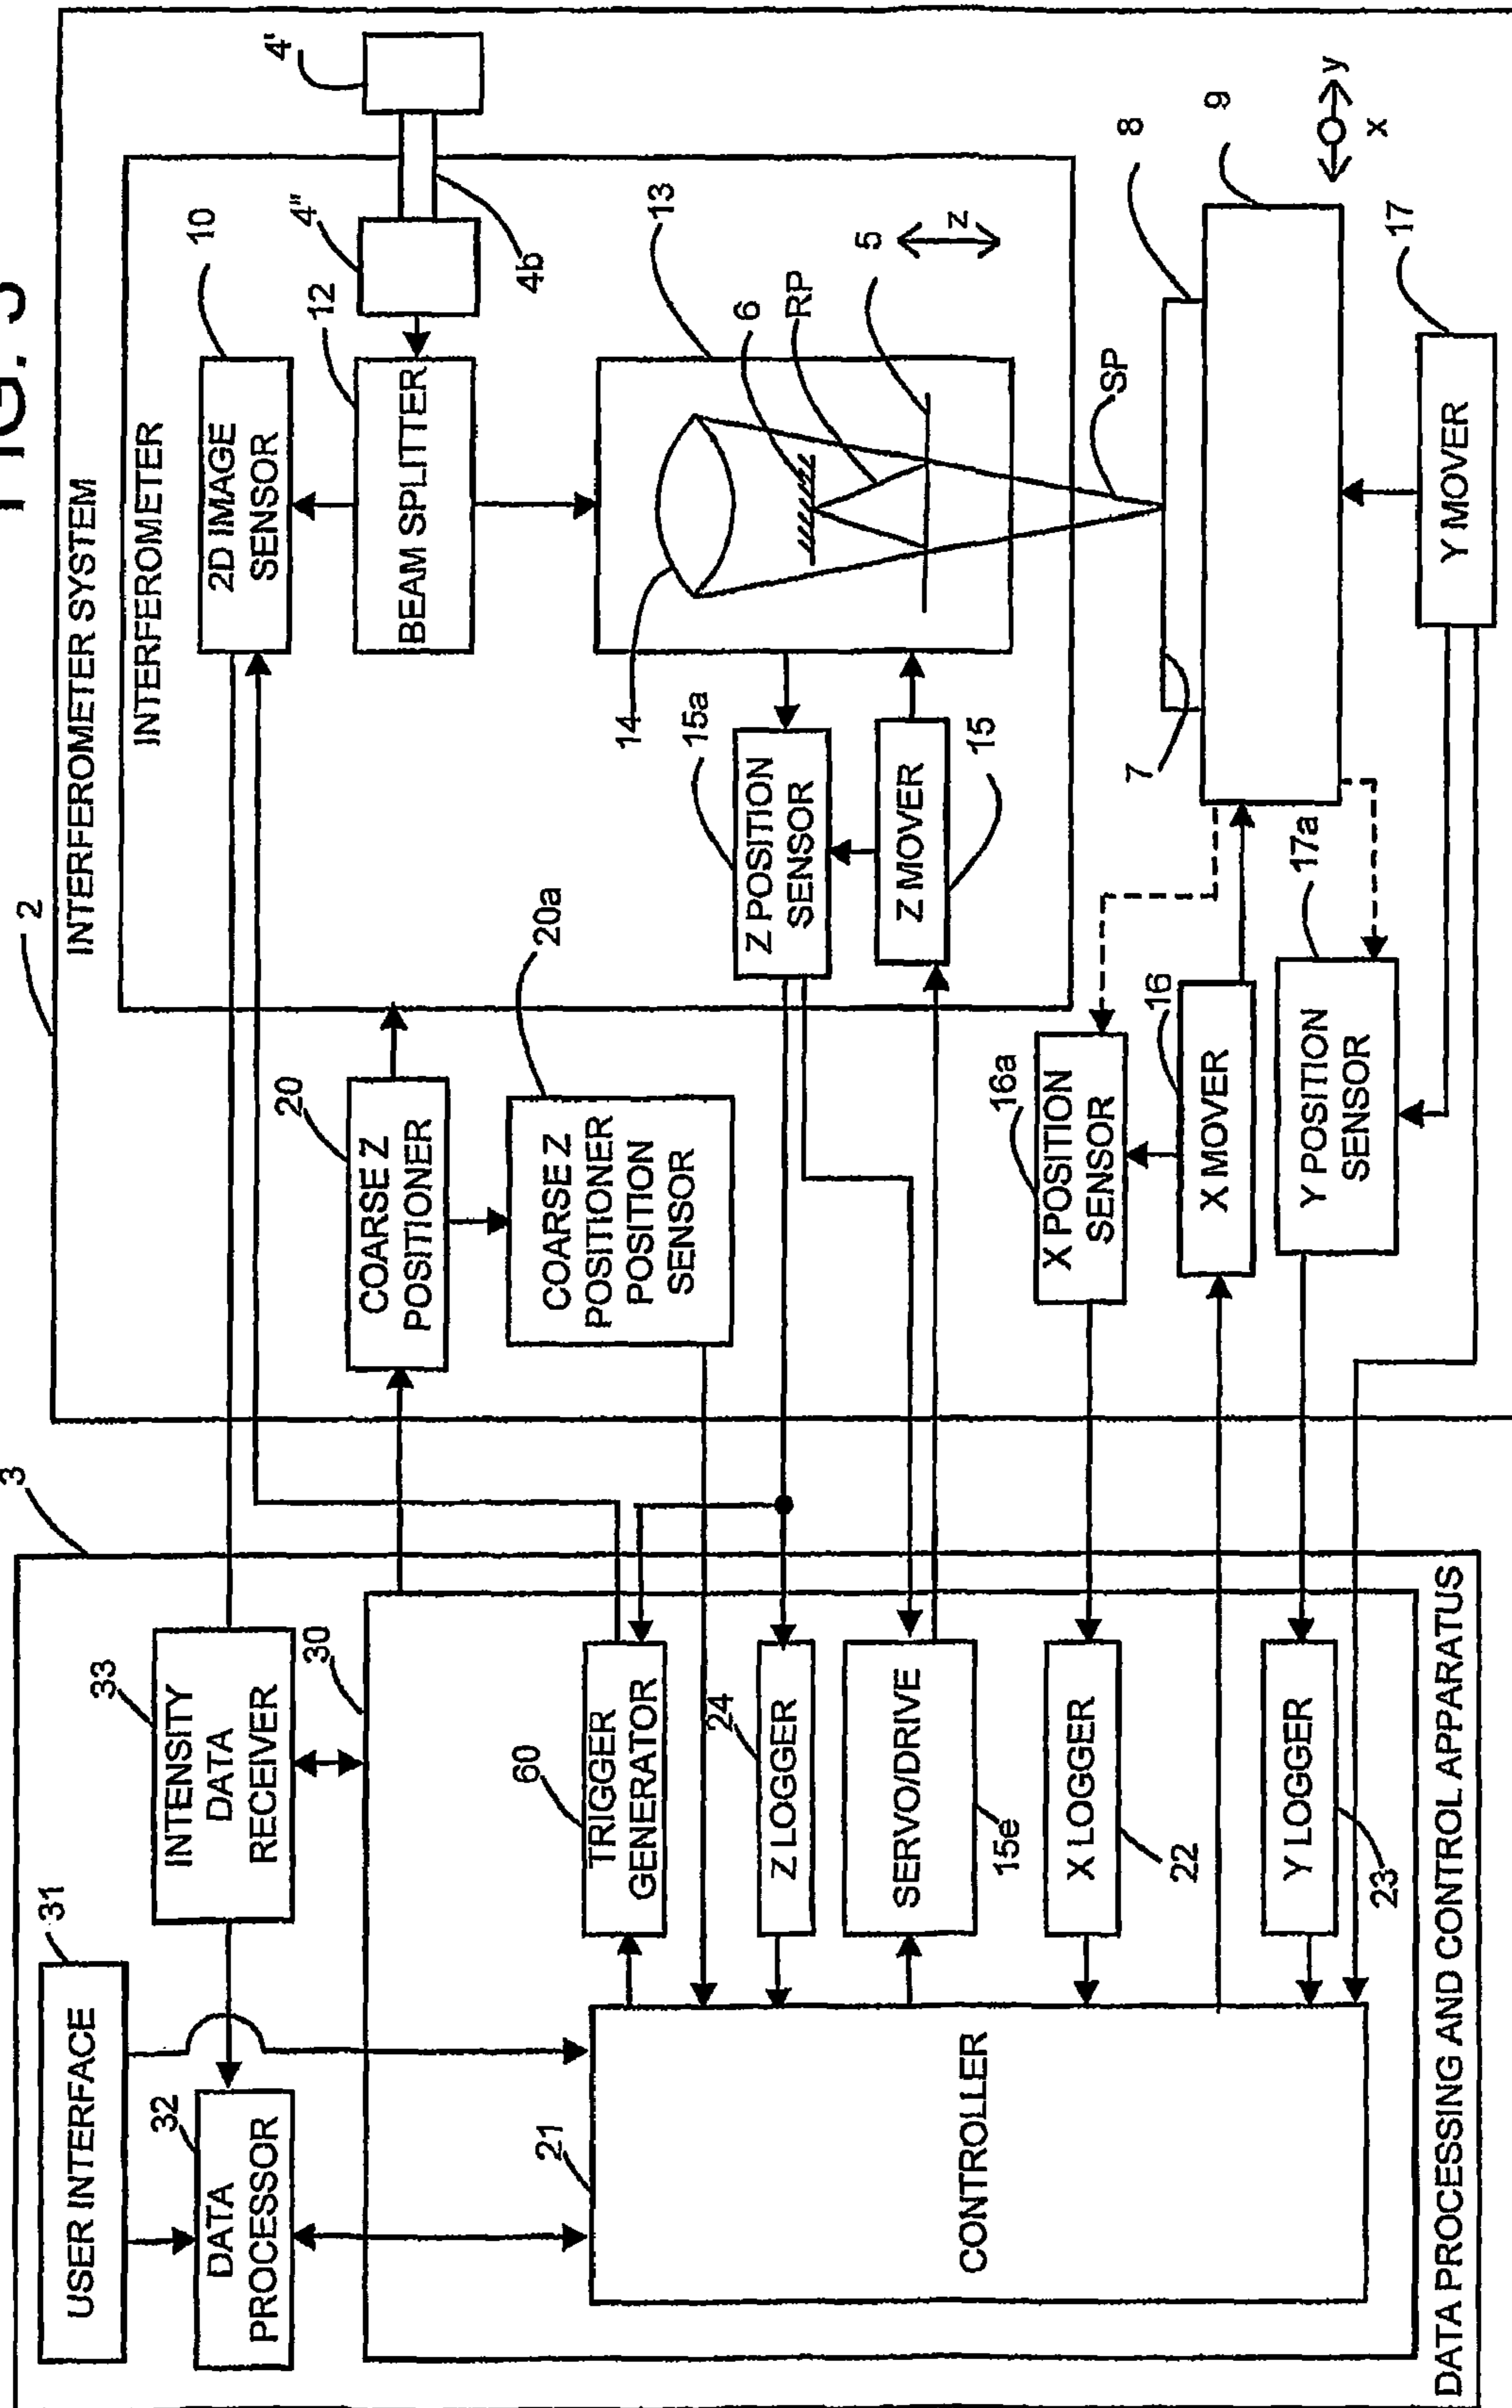 FIG. 3
2
INTERFEROMETER SYSTEM
INTERFEROMETER
10
2D IMAGE
SENSOR
12
BEAM SPLITTER
4'
4"
4b
13
14
6
RP
5
z
SP
15a
Z POSITION
SENSOR
Z MOVER
15
20
COARSE Z
POSITIONER
20a
COARSE Z
POSITIONER
POSITION
SENSOR
7
8
9
y
x
17
Y MOVER
16a
X POSITION
SENSOR
16
X MOVER
17a
Y POSITION
SENSOR
3
31
USER INTERFACE
33
INTENSITY
DATA
RECEIVER
32
DATA
PROCESSOR
30
60
TRIGGER
GENERATOR
24
Z LOGGER
SERVO/DRIVE
15e
X LOGGER
22
Y LOGGER
23
21
CONTROLLER
DATA PROCESSING AND CONTROL APPARATUS